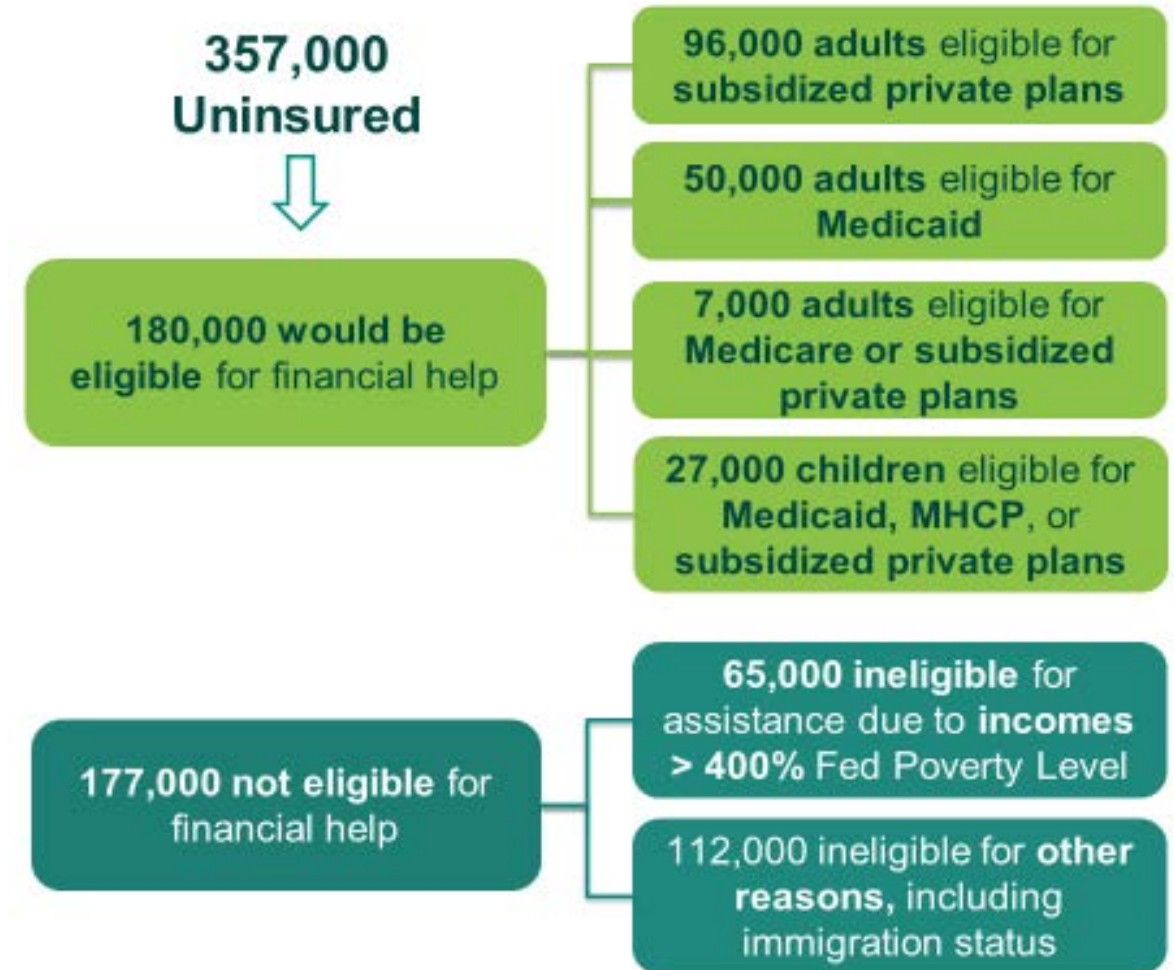 357,000
Uninsured
180,000 would be
eligible for financial help
96,000 adults eligible for
subsidized private plans
50,000 adults eligible for
Medicaid
7,000 adults eligible for
Medicare or subsidized
private plans
27,000 children eligible for
Medicaid, MHCP, or
subsidized private plans
177,000 not eligible for
financial help
65,000 ineligible for
assistance due to incomes
> 400% Fed Poverty Level
112,000 ineligible for other
reasons, including
immigration status